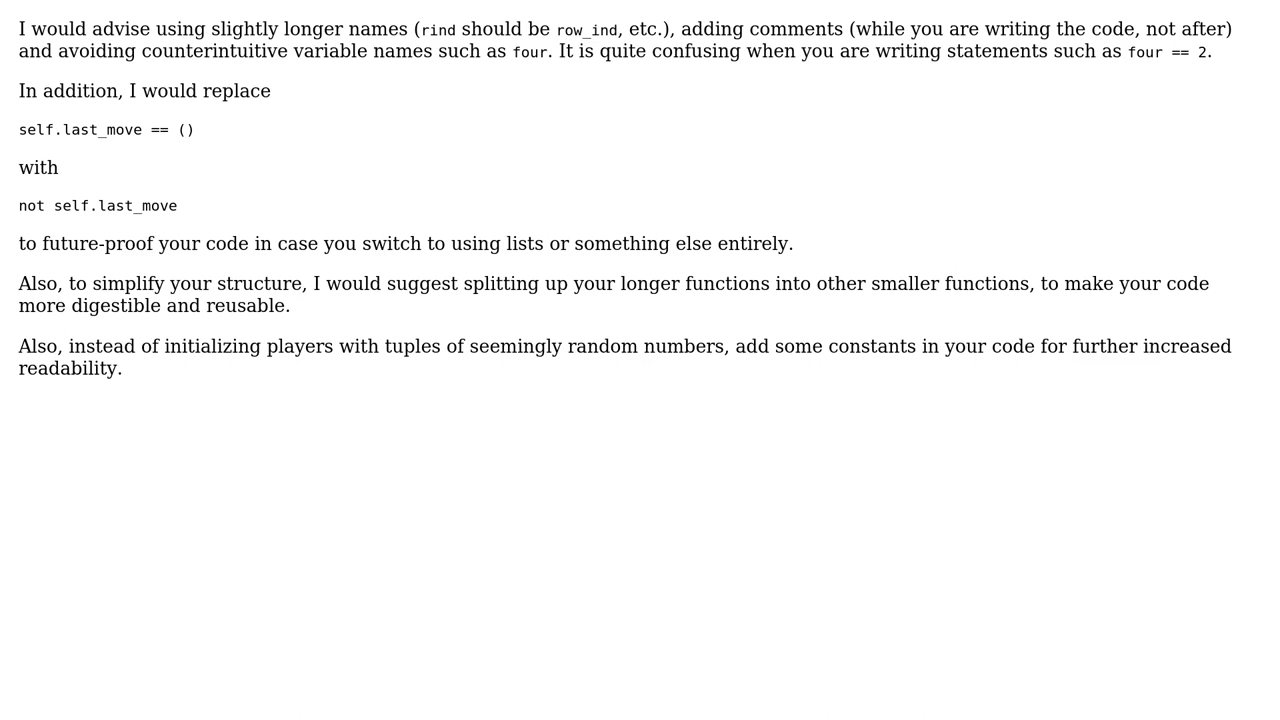 I would advise using slightly longer names (rind should be row_ind, etc.), adding comments (while you are writing the code, not after)
and avoiding counterintuitive variable names such as four. It is quite confusing when you are writing statements such as four == 2.
In addition, I would replace
self.last_move == ()
with
not self.last_move
to future-proof your code in case you switch to using lists or something else entirely.
Also, to simplify your structure, I would suggest splitting up your longer functions into other smaller functions, to make your code
more digestible and reusable.
Also, instead of initializing players with tuples of seemingly random numbers, add some constants in your code for further increased
readability.